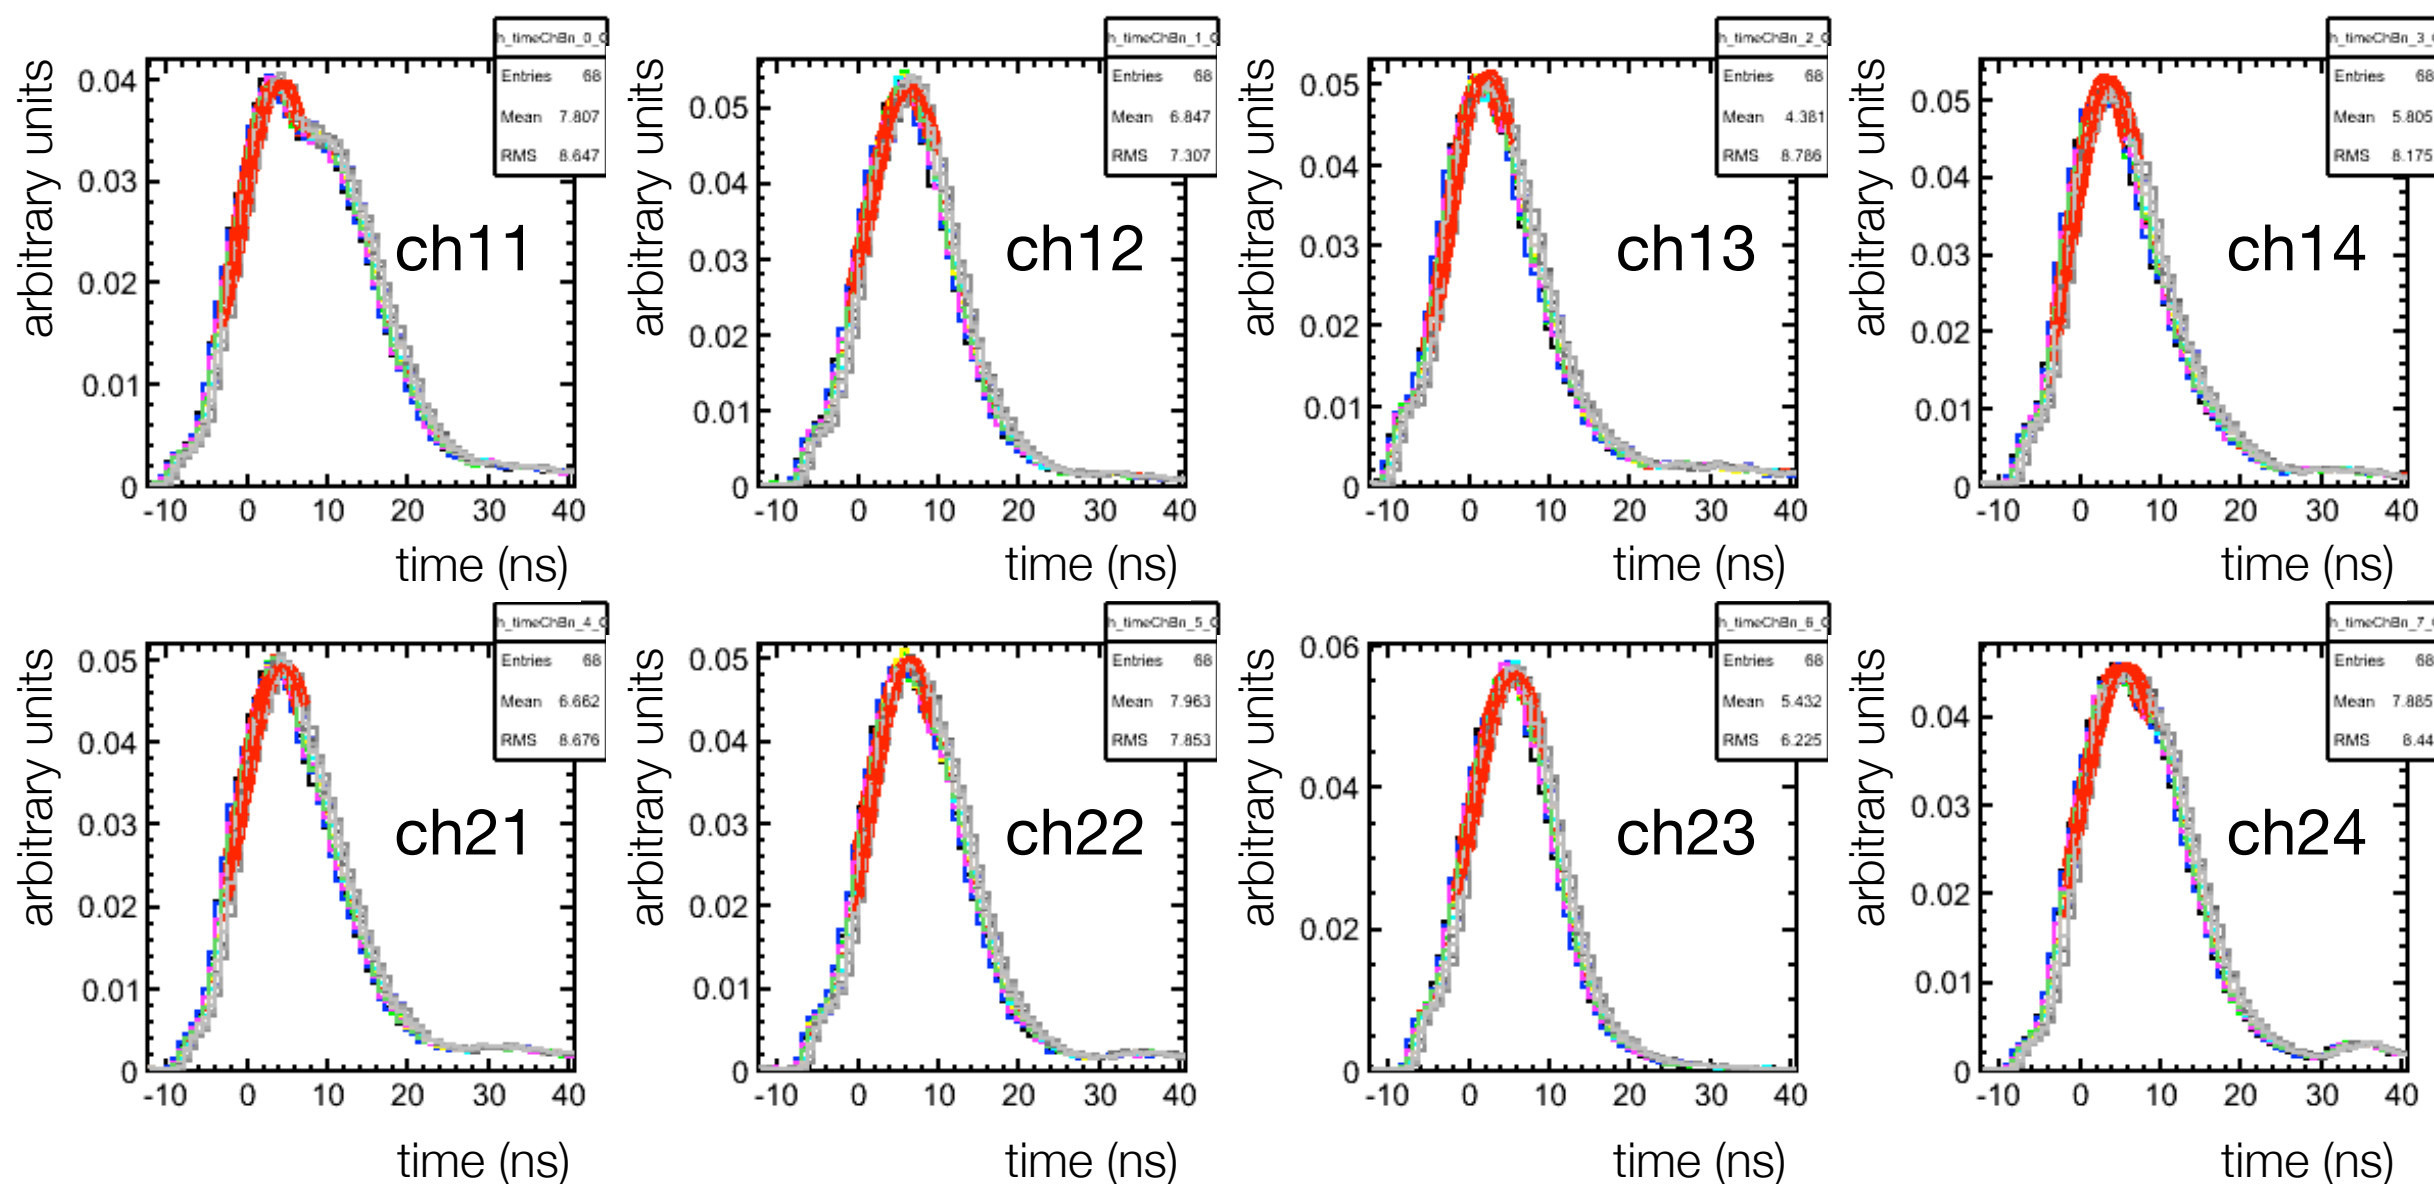 h_timeChBn_0_
Entries 68
Mean 7.807
RMS 8.647
arbitrary units
0.04
0.03
0.02
0.01
0
ch11
-10 0 10 20 30 40
time (ns)
h_timeChBn_1_
Entries 68
Mean 6.847
RMS 7.307
arbitrary units
0.05
0.04
0.03
0.02
0.01
0
ch12
-10 0 10 20 30 40
time (ns)
h_timeChBn_2_
Entries 68
Mean 4.381
RMS 8.786
arbitrary units
0.05
0.04
0.03
0.02
0.01
0
ch13
-10 0 10 20 30 40
time (ns)
h_timeChBn_3_
Entries 68
Mean 5.805
RMS 8.175
arbitrary units
0.05
0.04
0.03
0.02
0.01
0
ch14
-10 0 10 20 30 40
time (ns)
h_timeChBn_4_
Entries 68
Mean 6.662
RMS 8.676
arbitrary units
0.05
0.04
0.03
0.02
0.01
0
ch21
-10 0 10 20 30 40
time (ns)
h_timeChBn_5_
Entries 68
Mean 7.963
RMS 7.853
arbitrary units
0.05
0.04
0.03
0.02
0.01
0
ch22
-10 0 10 20 30 40
time (ns)
h_timeChBn_6_
Entries 68
Mean 5.432
RMS 6.225
arbitrary units
0.06
0.04
0.02
0
ch23
-10 0 10 20 30 40
time (ns)
h_timeChBn_7_
Entries 68
Mean 7.885
RMS 8.44
arbitrary units
0.04
0.03
0.02
0.01
0
ch24
-10 0 10 20 30 40
time (ns)